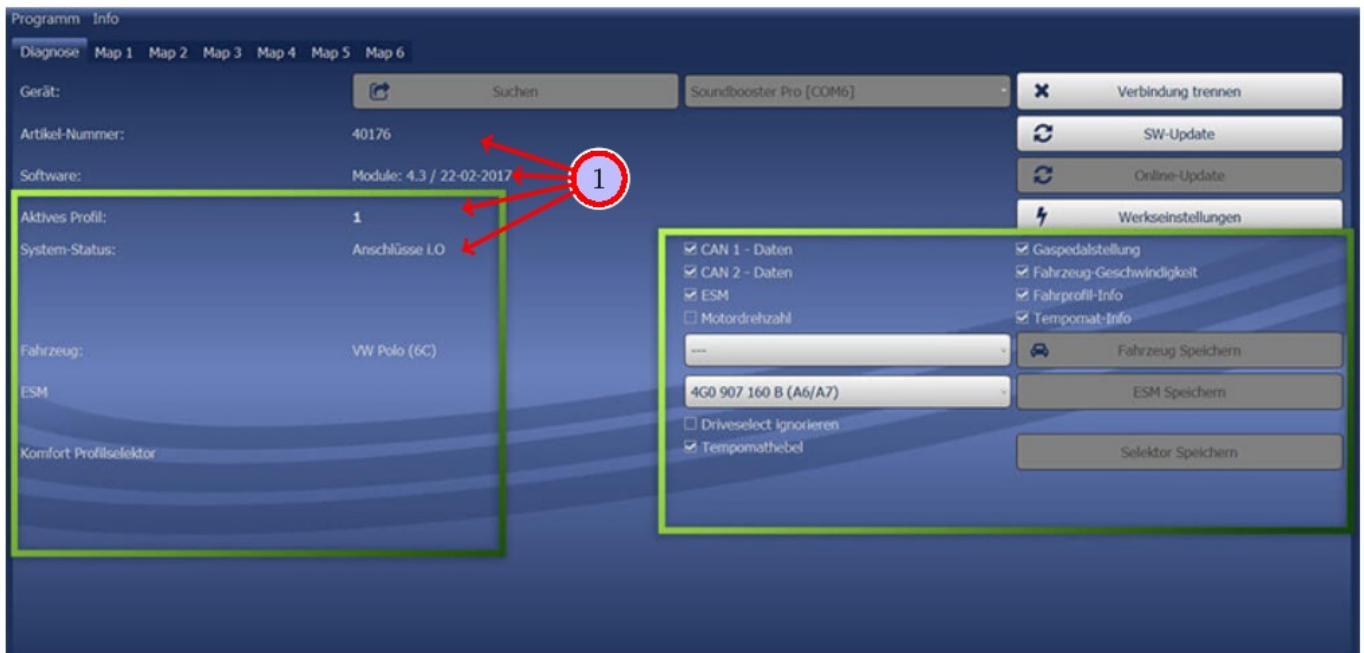 Programm Info
Diagnose Map 1 Map 2 Map 3 Map 4 Map 5 Map 6
Gerät: Suchen Soundbooster Pro [COM6] Verbindung trennen
Artikel-Nummer: 40176 SW-Update
Software: Module: 4.3 / 22-02-2017 1 Online-Update
Aktives Profil: 1 Werkseinstellungen
System-Status: Anschlüsse i.O CAN 1 - Daten Gaspedalstellung
CAN 2 - Daten Fahrzeug-Geschwindigkeit
ESM Fahrprofil-Info
Motordrehzahl Tempomat-Info
Fahrzeug: VW Polo (6C) --- Fahrzeug Speichern
ESM 4G0 907 160 B (A6/A7) ESM Speichern
Driveselect ignorieren
Komfort Profilselektor Tempomathebel Selektor Speichern